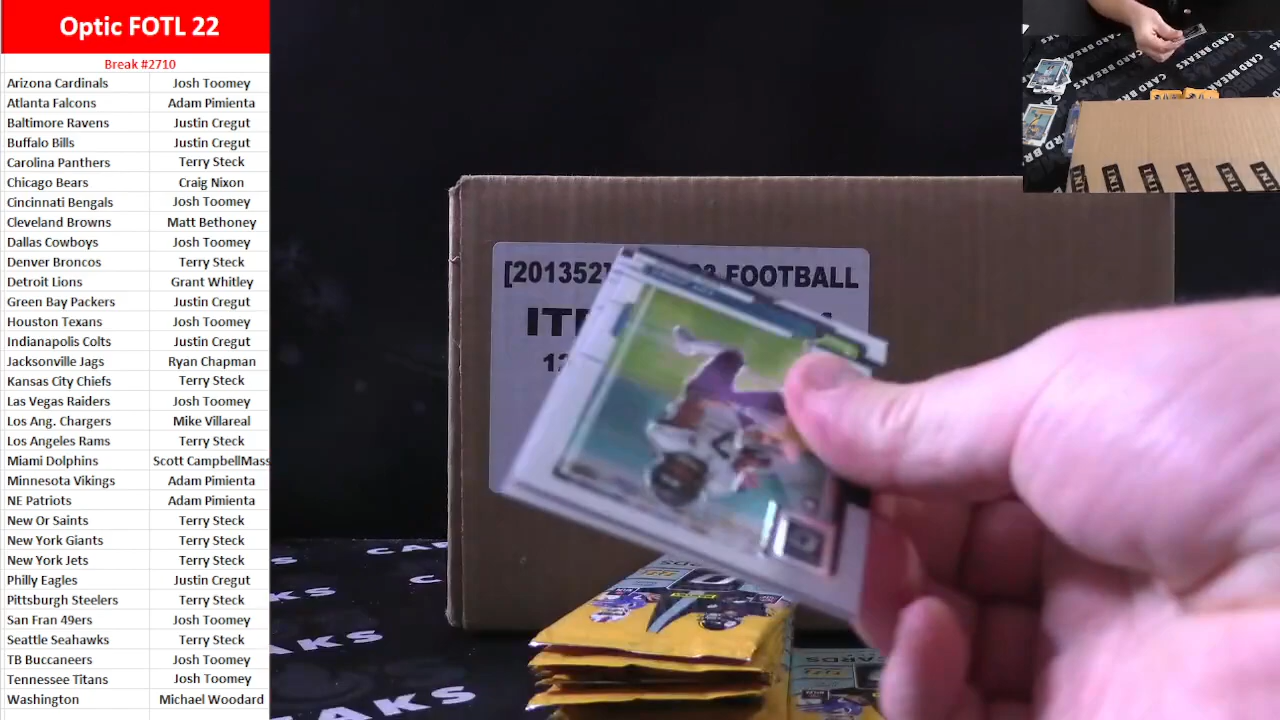 Optic FOTL 22
Break #2710
Arizona Cardinals Josh Toomey
Atlanta Falcons Adam Pimienta
Baltimore Ravens Justin Cregut
Buffalo Bills Justin Cregut
Carolina Panthers Terry Steck
Chicago Bears Craig Nixon
Cincinnati Bengals Josh Toomey
Cleveland Browns Matt Bethoney
Dallas Cowboys Josh Toomey
Denver Broncos Terry Steck
Detroit Lions Grant Whitley
Green Bay Packers Justin Cregut
Houston Texans Josh Toomey
Indianapolis Colts Justin Cregut
Jacksonville Jags Ryan Chapman
Kansas City Chiefs Terry Steck
Las Vegas Raiders Josh Toomey
Los Ang. Chargers Mike Villareal
Los Angeles Rams Terry Steck
Miami Dolphins Scott CampbellMass
Minnesota Vikings Adam Pimienta
NE Patriots Adam Pimienta
New Or Saints Terry Steck
New York Giants Terry Steck
New York Jets Terry Steck
Philly Eagles Justin Cregut
Pittsburgh Steelers Terry Steck
San Fran 49ers Josh Toomey
Seattle Seahawks Terry Steck
TB Buccaneers Josh Toomey
Tennessee Titans Josh Toomey
Washington Michael Woodard
[201352 FOOTBALL
CARD BREAKS